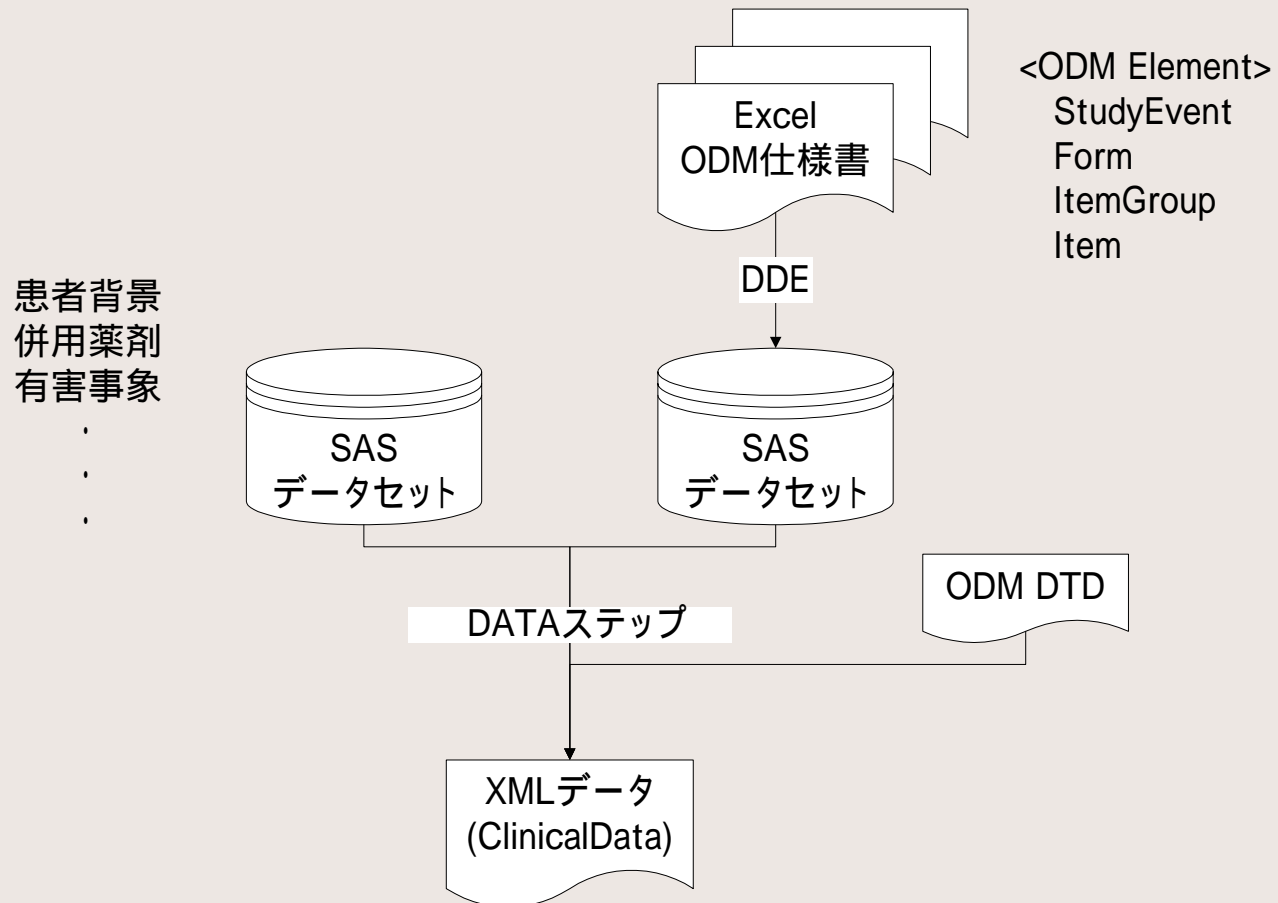 Excel
ODM仕様書
<ODM Element>
StudyEvent
Form
ItemGroup
Item
DDE
患者背景
併用薬剤
有害事象
・
・
・
SAS
データセット
SAS
データセット
ODM DTD
DATAステップ
XMLデータ
(ClinicalData)